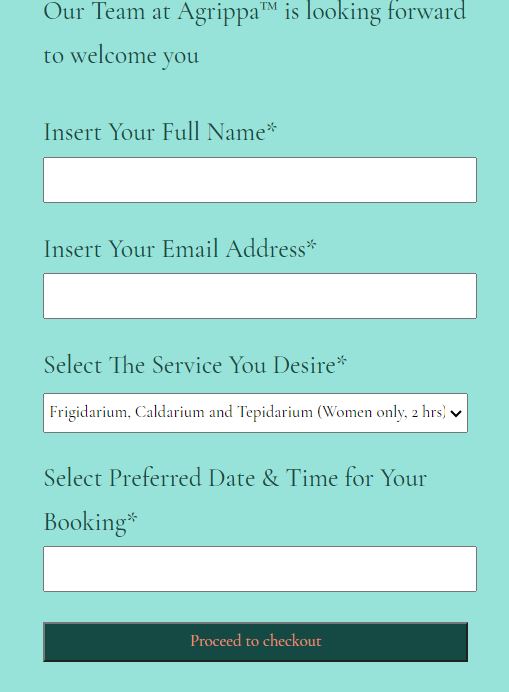 Our Team at Agrippa™ is looking forward
to welcome you
Insert Your Full Name*
Insert Your Email Address*
Select The Service You Desire*
Frigidarium, Caldarium and Tepidarium (Women only, 2 hrs)
Select Preferred Date & Time for Your
Booking*
Proceed to checkout